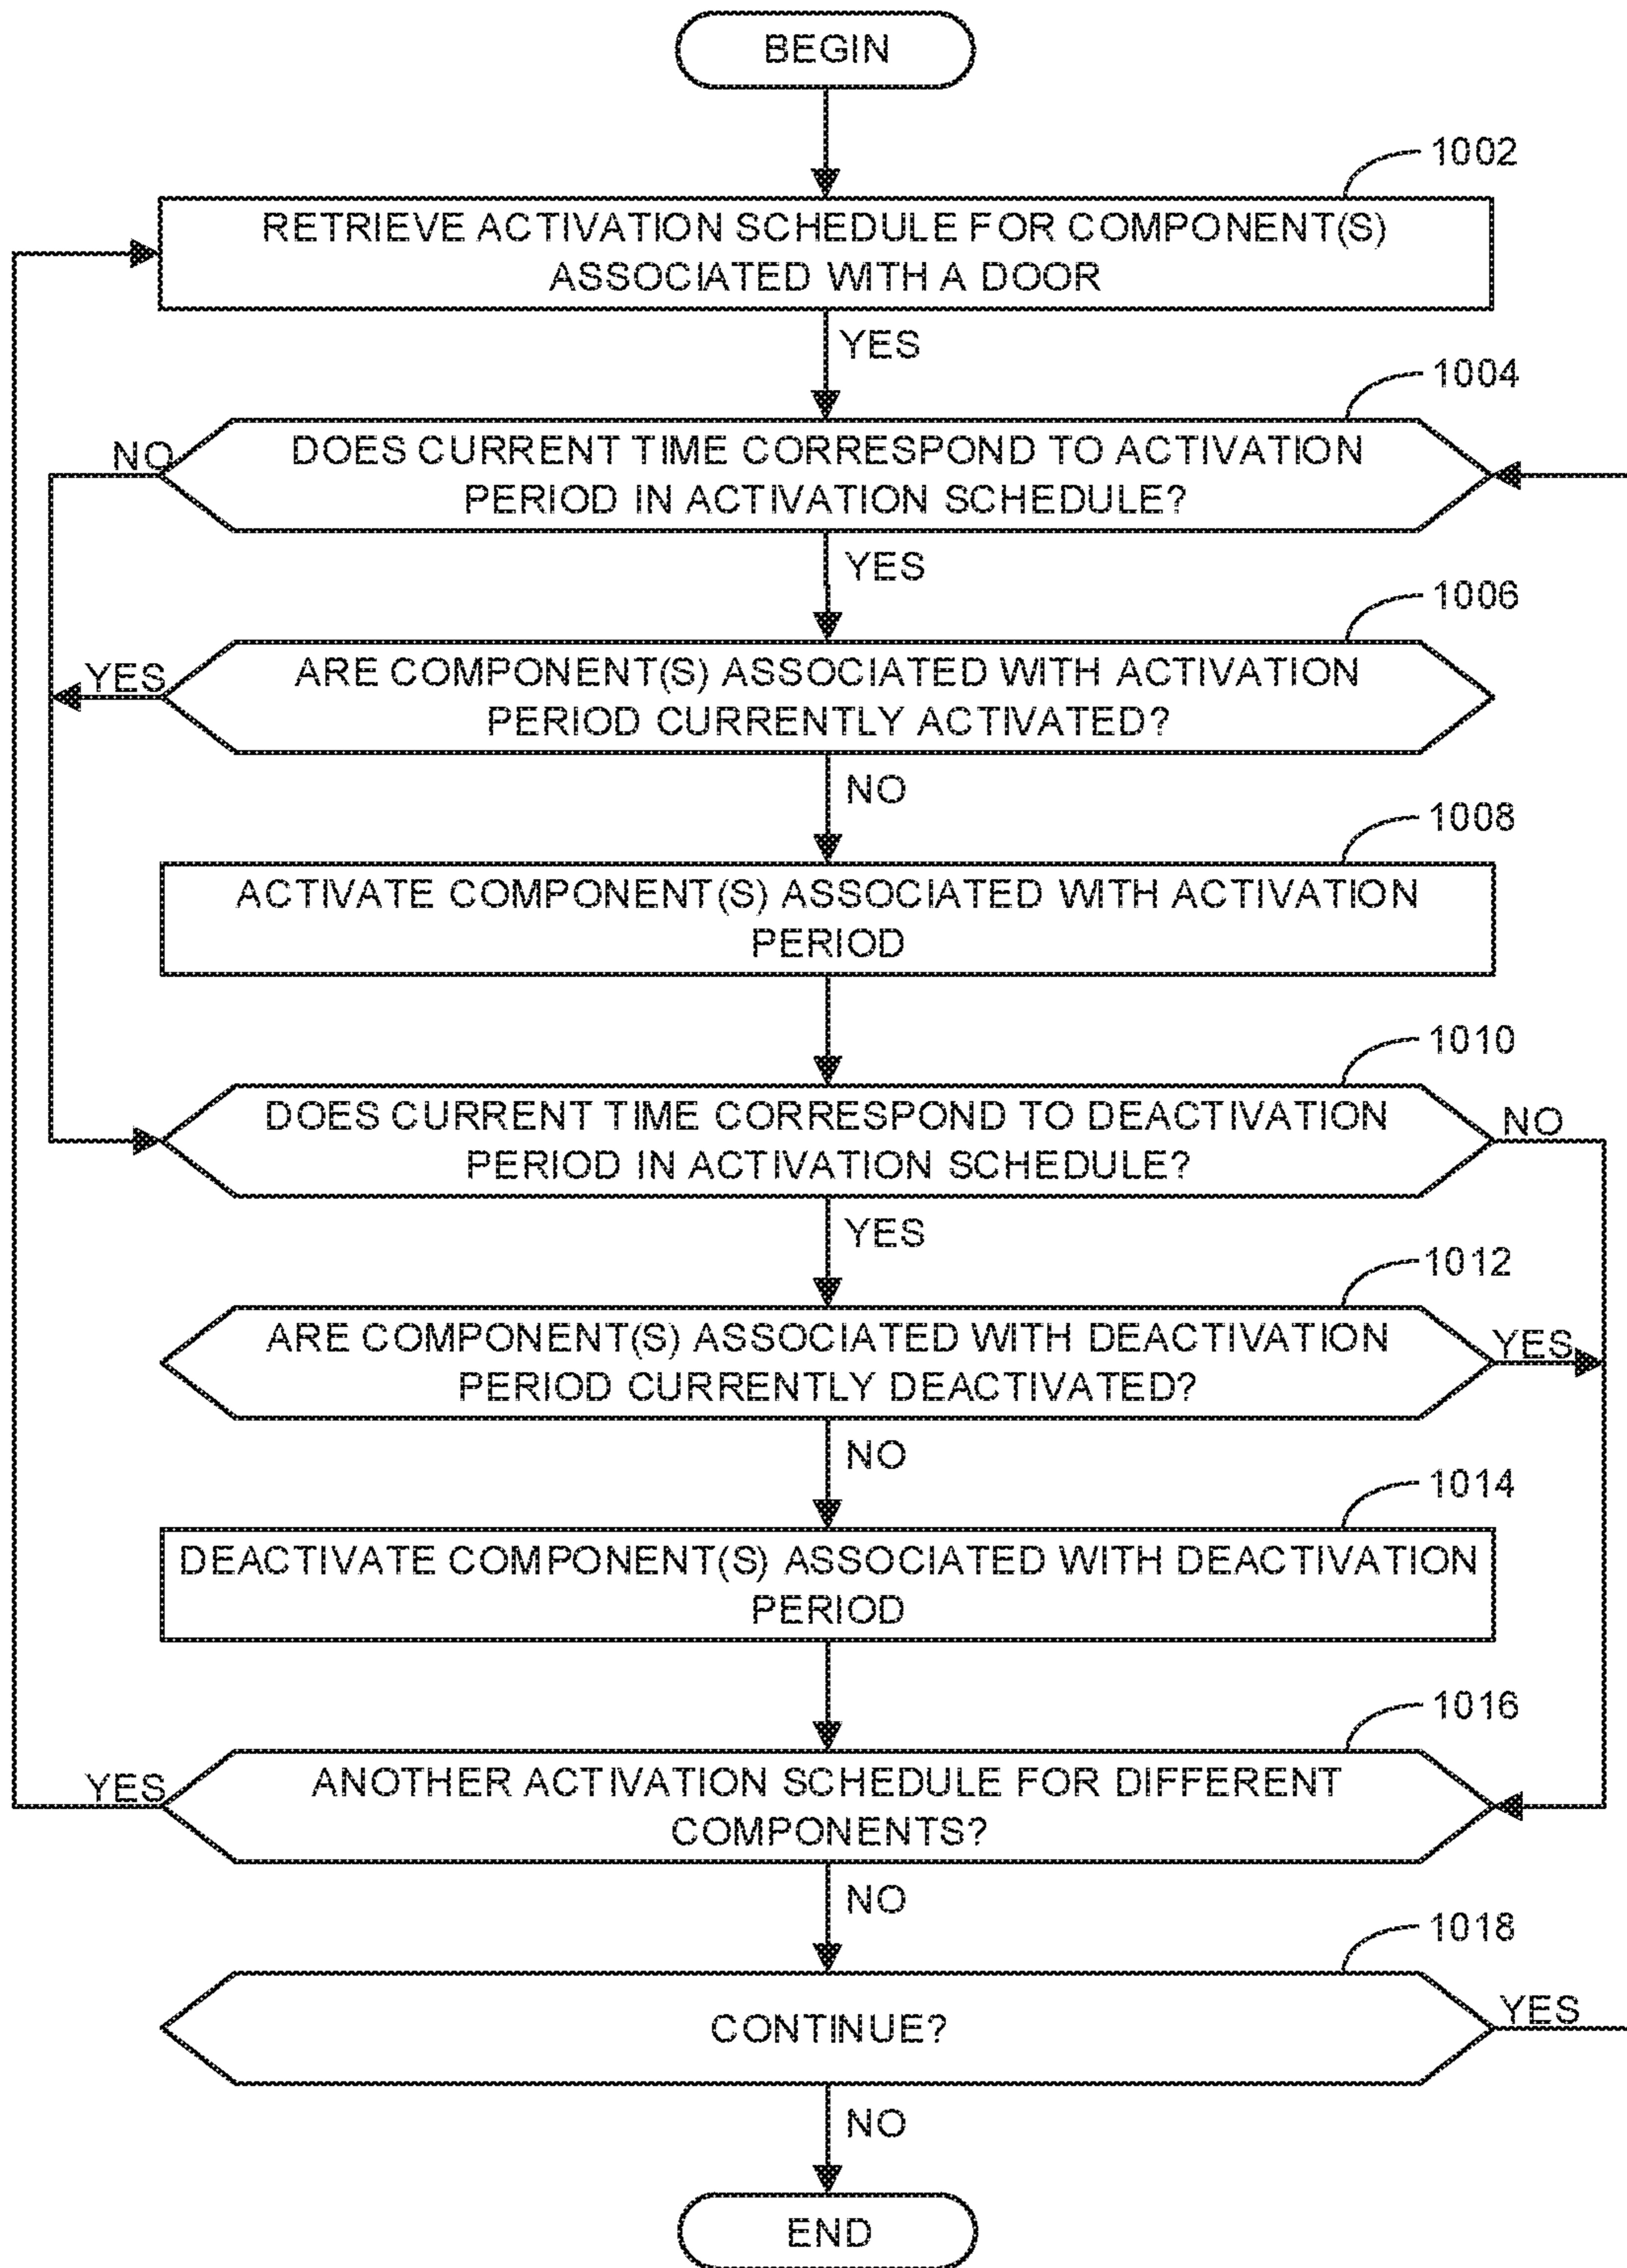 BEGIN
1002
RETRIEVE ACTIVATION SCHEDULE FOR COMPONENT(S)
ASSOCIATED WITH A DOOR
YES
1004
NO
DOES CURRENT TIME CORRESPOND TO ACTIVATION
PERIOD IN ACTIVATION SCHEDULE?
YES
1006
YES
ARE COMPONENT(S) ASSOCIATED WITH ACTIVATION
PERIOD CURRENTLY ACTIVATED?
NO
1008
ACTIVATE COMPONENT(S) ASSOCIATED WITH ACTIVATION
PERIOD
1010
DOES CURRENT TIME CORRESPOND TO DEACTIVATION
PERIOD IN ACTIVATION SCHEDULE?
NO
YES
1012
ARE COMPONENT(S) ASSOCIATED WITH DEACTIVATION
PERIOD CURRENTLY DEACTIVATED?
YES
NO
1014
DEACTIVATE COMPONENT(S) ASSOCIATED WITH DEACTIVATION
PERIOD
1016
YES
ANOTHER ACTIVATION SCHEDULE FOR DIFFERENT
COMPONENTS?
NO
1018
CONTINUE?
YES
NO
END